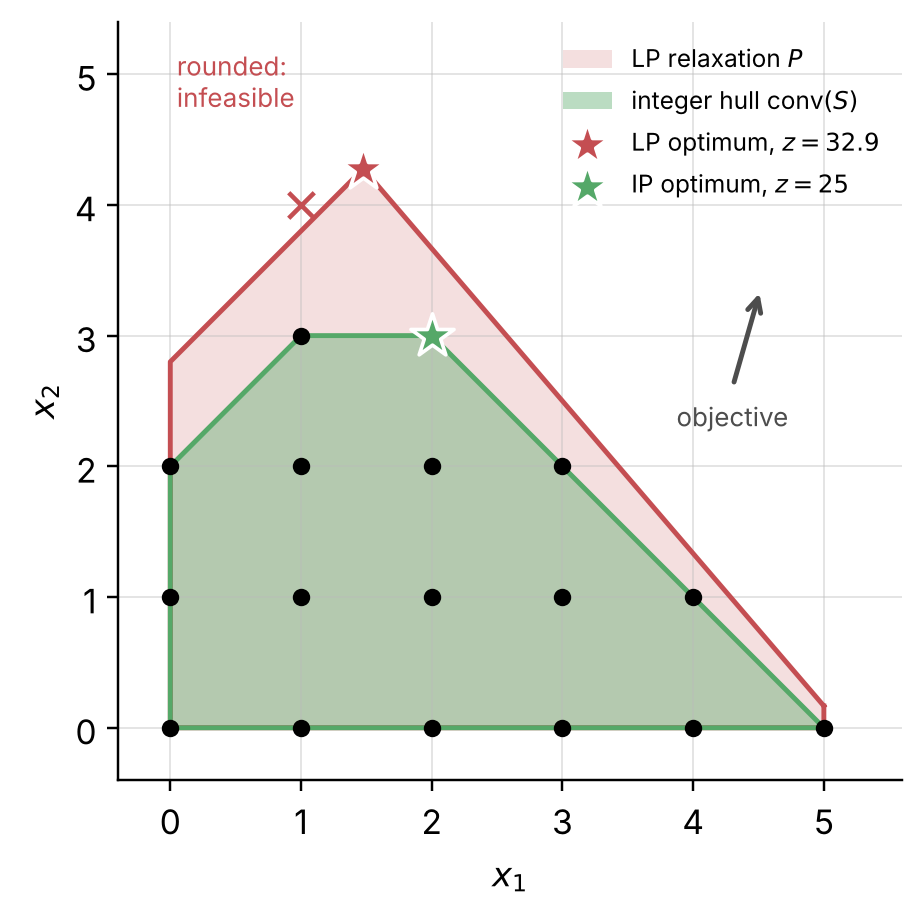 rounded:
infeasible
LP relaxation P
integer hull conv(S)
LP optimum, z = 32.9
IP optimum, z = 25
objective
5
4
3
2
1
0
x₂
0 1 2 3 4 5
x₁